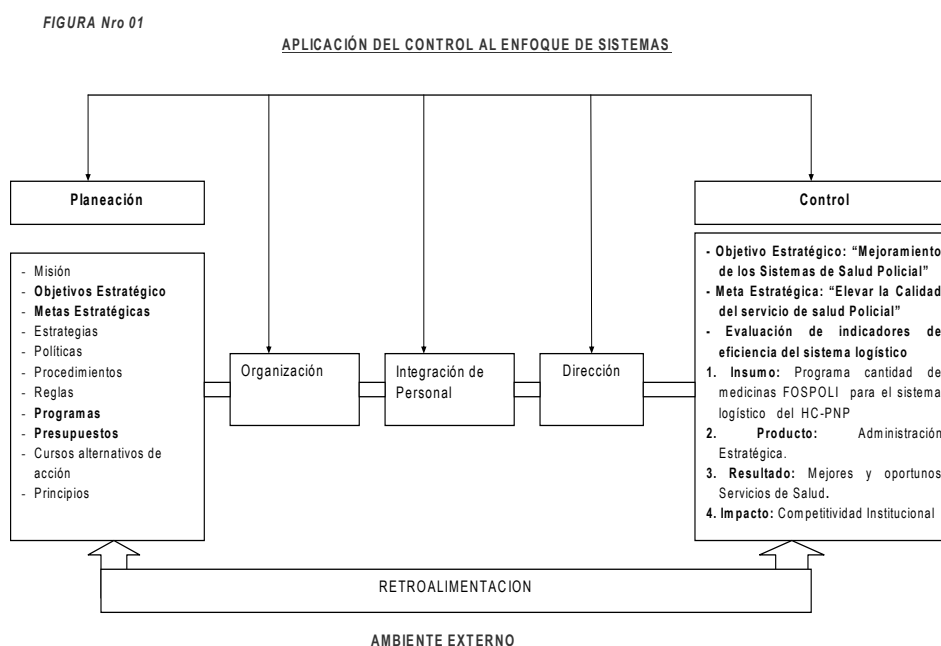 FIGURA Nro 01
APLICACIÓN DEL CONTROL AL ENFOQUE DE SISTEMAS
Planeación
Control
- Misión
- Objetivos Estratégico
- Metas Estratégicas
- Estrategias
- Políticas
- Procedimientos
- Reglas
- Programas
- Presupuestos
- Cursos alternativos de
acción
- Principios
Organización
Integración de
Personal
Dirección
- Objetivo Estratégico: “Mejoramiento
de los Sistemas de Salud Policial”
- Meta Estratégica: “Elevar la Calidad
del servicio de salud Policial”
- Evaluación de indicadores de
eficiencia del sistema logístico
1. Insumo: Programa cantidad de
medicinas FOSPOLI para el sistema
logístico del HC-PNP
2. Producto: Administración
Estratégica.
3. Resultado: Mejores y oportunos
Servicios de Salud.
4. Impacto: Competitividad Institucional
RETROALIMENTACION
AMBIENTE EXTERNO